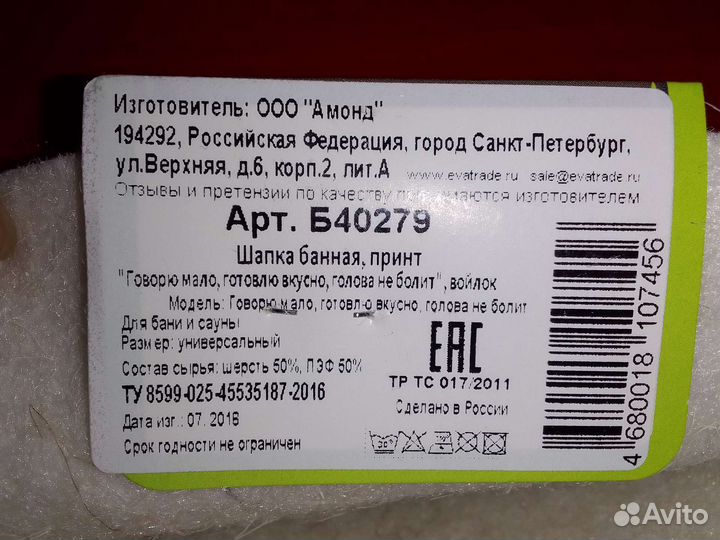 Изготовитель: ООО "Амонд"
194292, Российская Федерация, город Санкт-Петербург,
ул.Верхняя, д.6, корп.2, лит.А www.evatrade.ru sale@evatrade.ru
Отзывы и претензии по качеству принимаются изготовителем
Арт. Б40279
Шапка банная, принт
"Говорю мало, готовлю вкусно, голова не болит", войлок
Модель: Говорю мало, готовлю вкусно, голова не болит
Для бани и сауны
Размер: универсальный
Состав сырья: шерсть 50%, ПЭФ 50%
ТУ 8599-025-45535187-2016
Дата изг.: 07.2016
Срок годности не ограничен
ЕАС
ТР ТС 017/2011
Сделано в России
30°
4680018107456
Avito